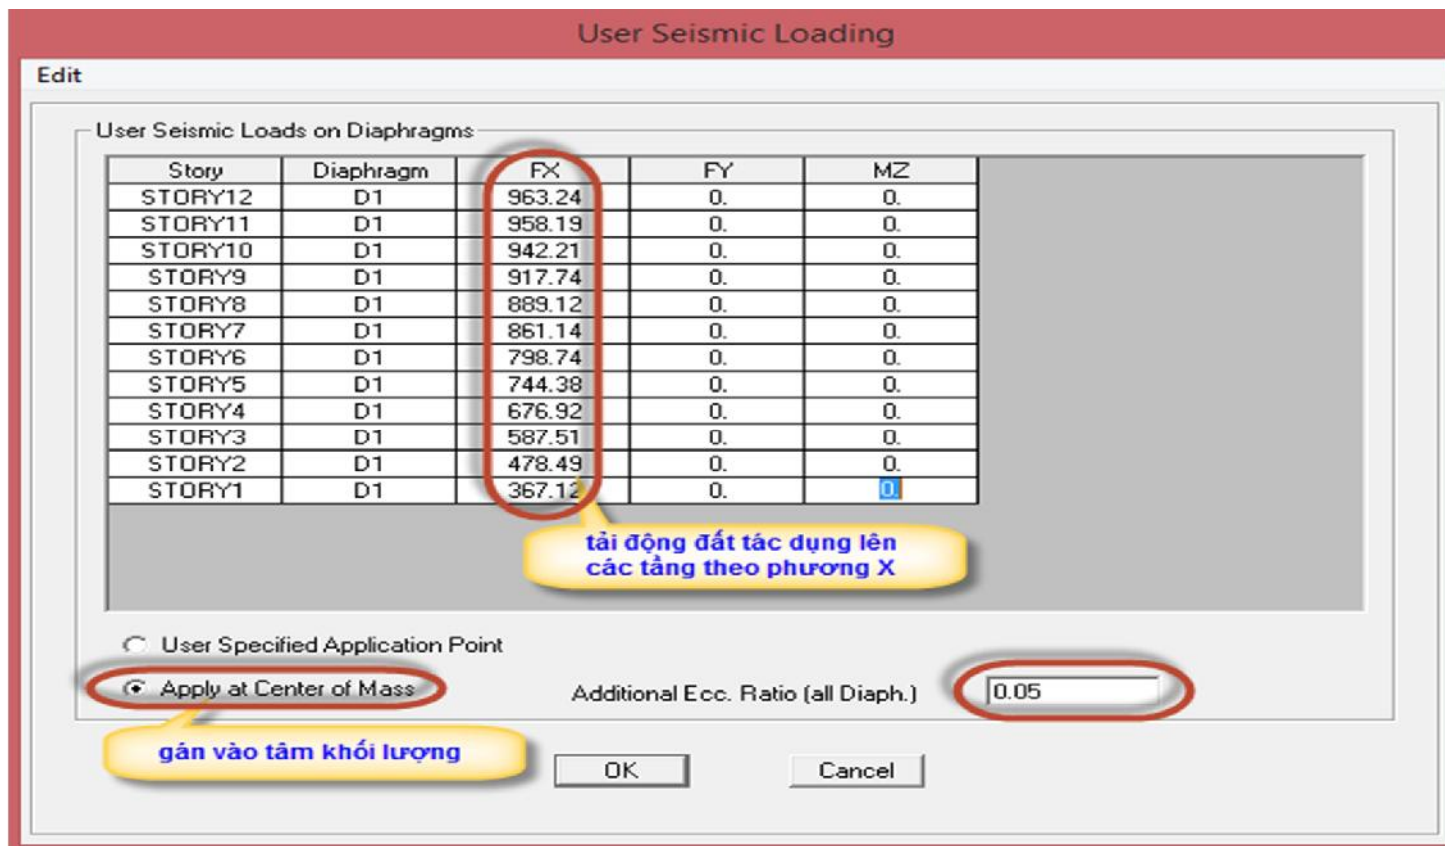 User Seismic Loading
Edit
User Seismic Loads on Diaphragms
Story Diaphragm FX FY MZ
STORY12 D1 963.24 0. 0.
STORY11 D1 958.19 0. 0.
STORY10 D1 942.21 0. 0.
STORY9 D1 917.74 0. 0.
STORY8 D1 889.12 0. 0.
STORY7 D1 861.14 0. 0.
STORY6 D1 798.74 0. 0.
STORY5 D1 744.38 0. 0.
STORY4 D1 676.92 0. 0.
STORY3 D1 587.51 0. 0.
STORY2 D1 478.49 0. 0.
STORY1 D1 367.12 0. 0.
tải động đất tác dụng lên
các tầng theo phương X
User Specified Application Point
Apply at Center of Mass Additional Ecc. Ratio (all Diaph.) 0.05
gán vào tâm khối lượng
OK Cancel